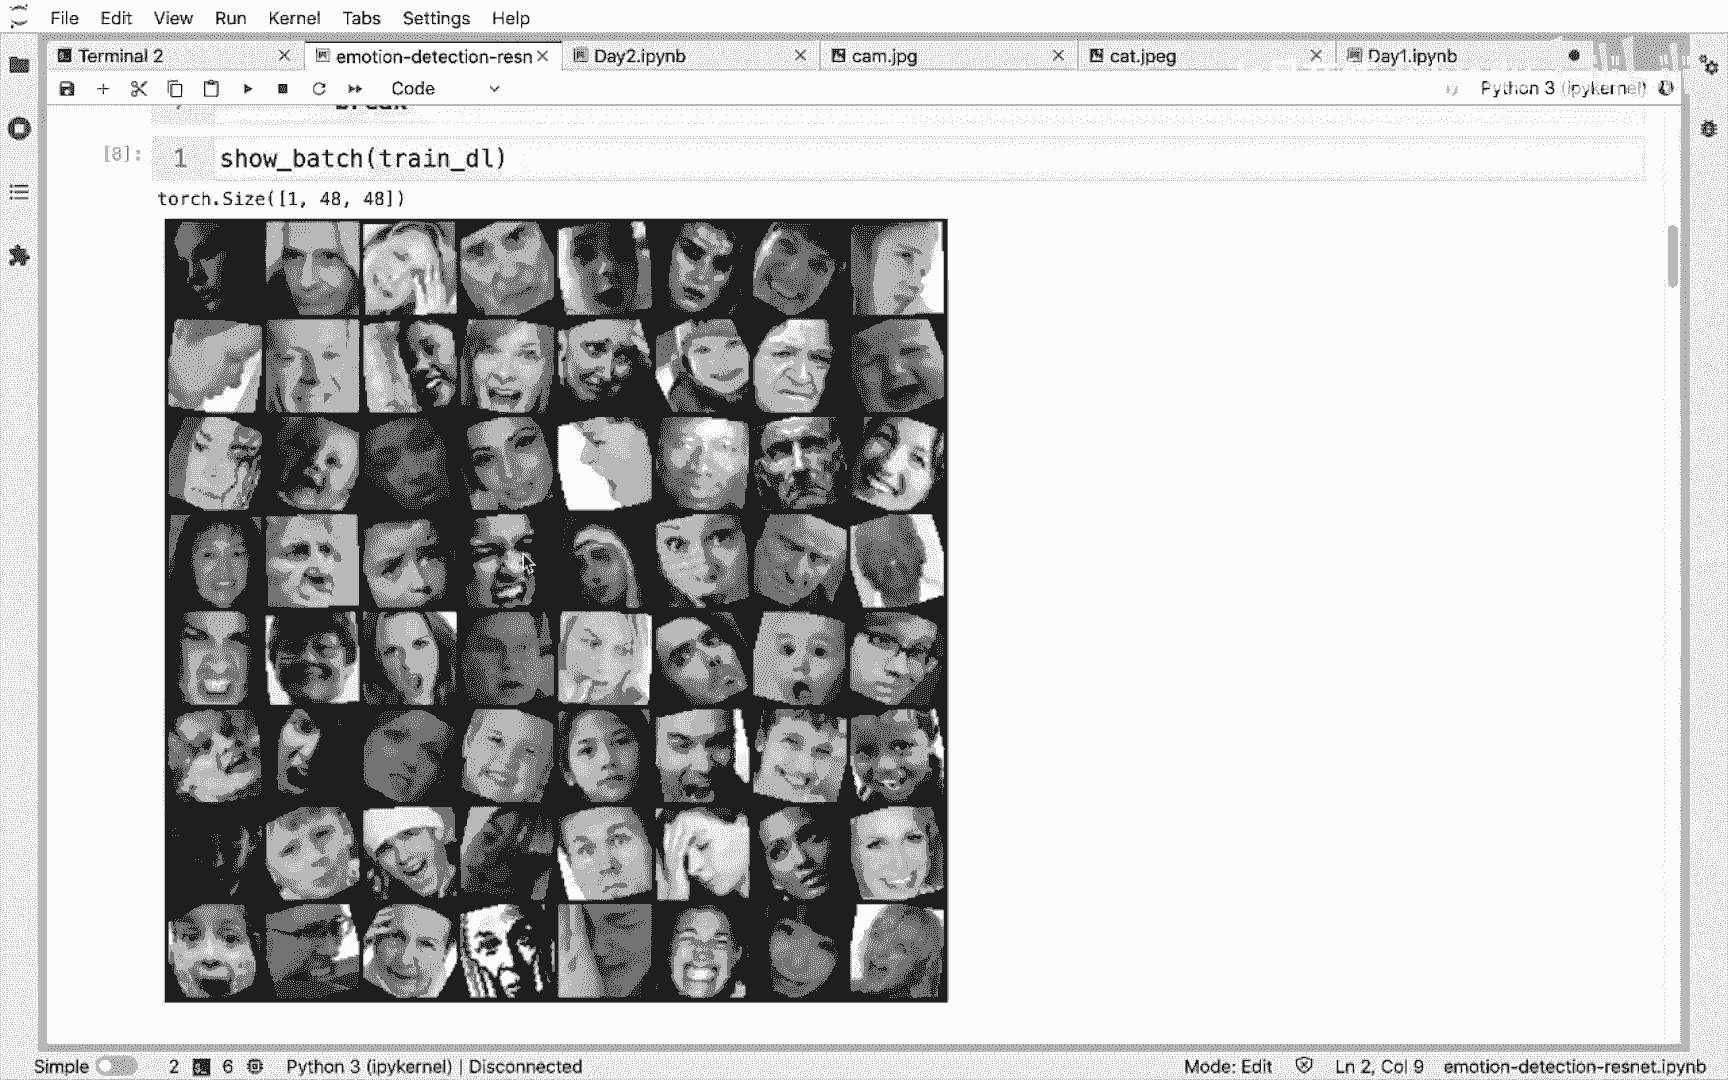 File Edit View Run Kernel Tabs Settings Help
Terminal 2 emotion-detection-resn Day2.ipynb cam.jpg cat.jpeg Day1.ipynb
Code Python 3 (ipykernel)
break
[8]: 1 show_batch(train_dl)
torch.Size([1, 48, 48])
Simple 2 6 Python 3 (ipykernel) | Disconnected Mode: Edit Ln 2, Col 9 emotion-detection-resnet.ipynb